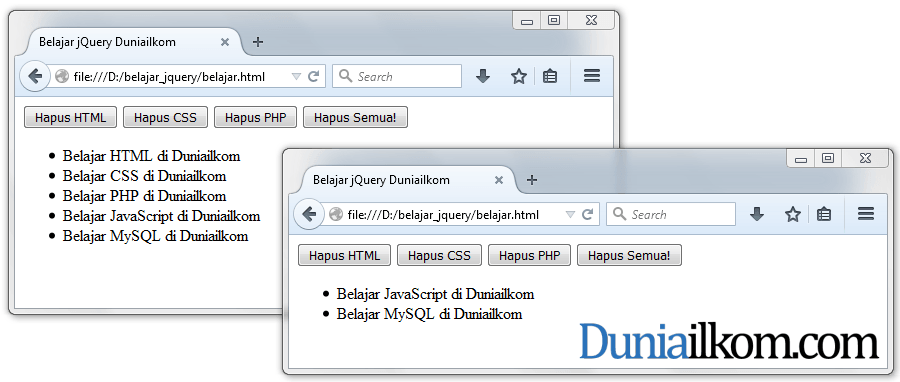 Belajar jQuery Duniailkom
file:///D:/belajar_jquery/belajar.html
Search
Hapus HTML Hapus CSS Hapus PHP Hapus Semua!
Belajar HTML di Duniailkom
Belajar CSS di Duniailkom
Belajar PHP di Duniailkom
Belajar JavaScript di Duniailkom
Belajar MySQL di Duniailkom
Belajar jQuery Duniailkom
file:///D:/belajar_jquery/belajar.html
Search
Hapus HTML Hapus CSS Hapus PHP Hapus Semua!
Belajar JavaScript di Duniailkom
Belajar MySQL di Duniailkom
Duniailkom.com